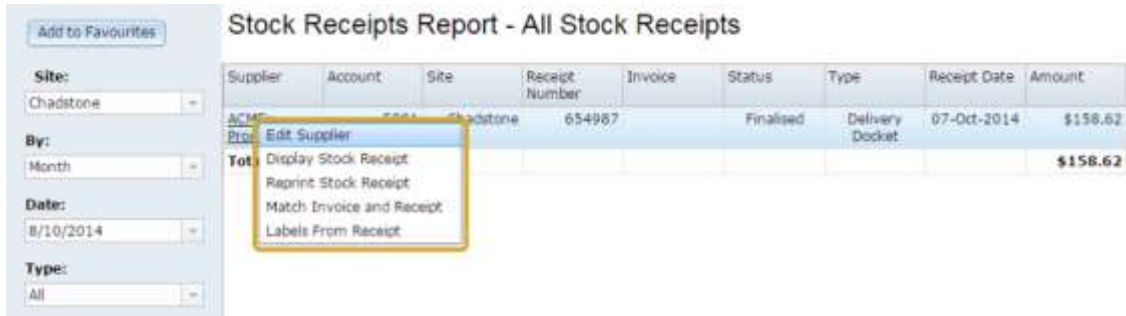 Add to Favourites
Stock Receipts Report - All Stock Receipts
Site:
Chadstone
By:
Month
Date:
8/10/2014
Type:
All
Supplier Account Site Receipt Number Invoice Status Type Receipt Date Amount
ACME Chadstone 654987 Finalised Delivery Docket 07-Oct-2014 $158.62
$158.62
Edit Supplier
Display Stock Receipt
Reprint Stock Receipt
Match Invoice and Receipt
Labels From Receipt